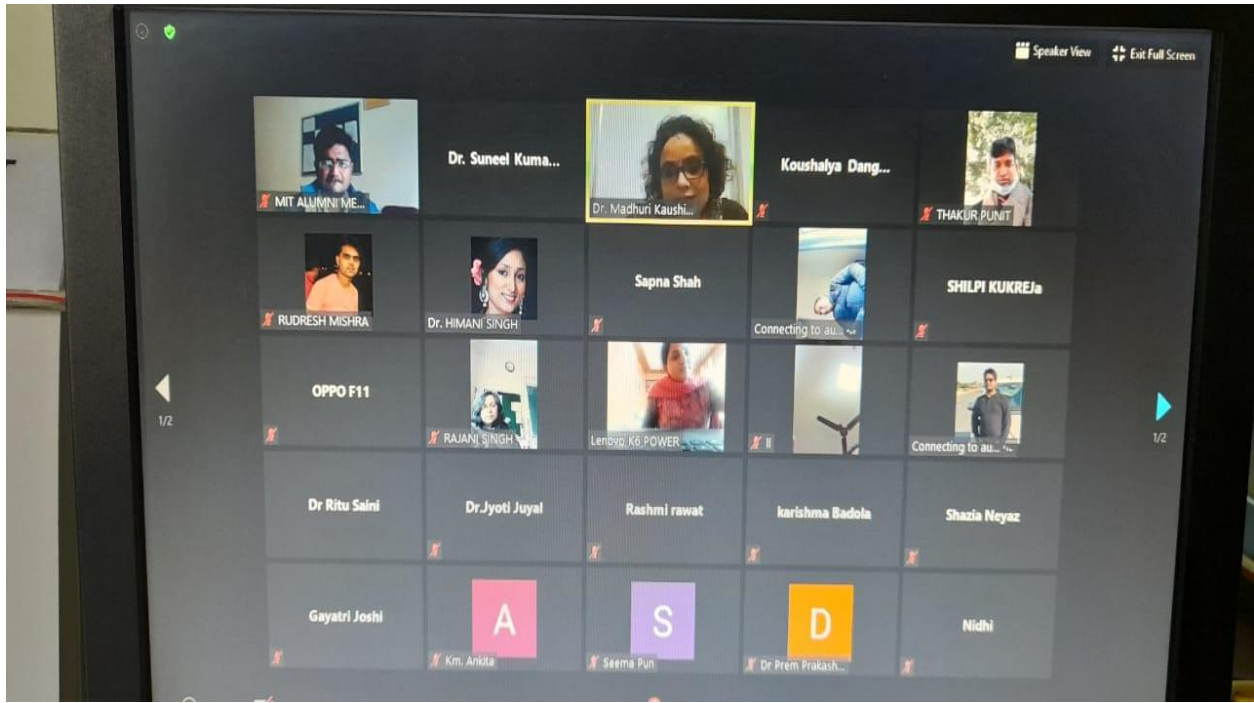 Speaker View Exit Full Screen
MIT ALUMNI ME...
Dr. Suneel Kuma...
Dr. Madhuri Kaushi...
Koushalya Dang...
THAKUR PUNIT
RUDRESH MISHRA
Dr. HIMANI SINGH
Sapna Shah
Connecting to au...
SHILPI KUKREJa
OPPO F11
RAJANI SINGH
Lenovo K6 POWER
II
Connecting to au...
1/2
1/2
Dr Ritu Saini
Dr.Jyoti Juyal
Rashmi rawat
karishma Badola
Shazia Neyaz
Gayatri Joshi
A
Km. Ankita
S
Seema Pun
D
Dr Prem Prakash...
Nidhi